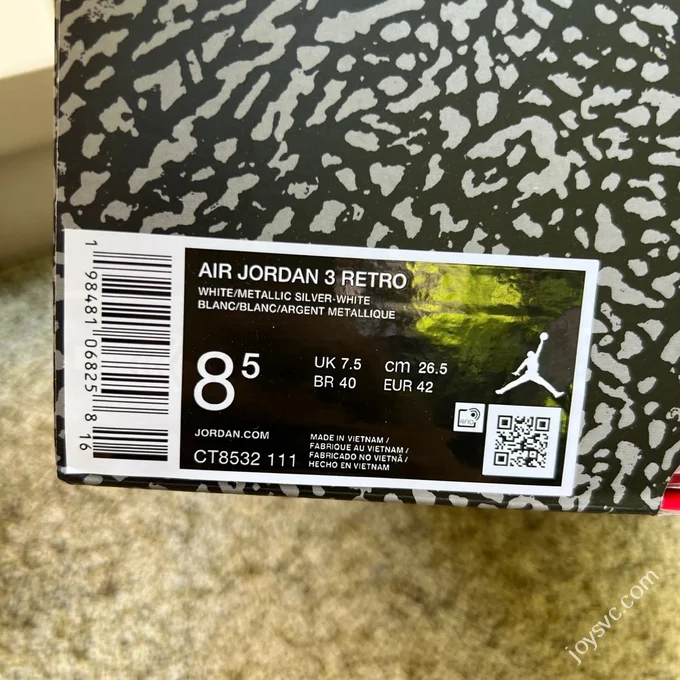 AIR JORDAN 3 RETRO
WHITE/METALLIC SILVER-WHITE
BLANC/BLANC/ARGENT METALLIQUE
8⁵
UK 7.5
cm 26.5
BR 40
EUR 42
JORDAN.COM
CT8532 111
MADE IN VIETNAM /
FABRIQUE AU VIETNAM /
FABRICADO NO VIETNÃ /
HECHO EN VIETNAM
1 98481 06825 8 16
joysvc.com